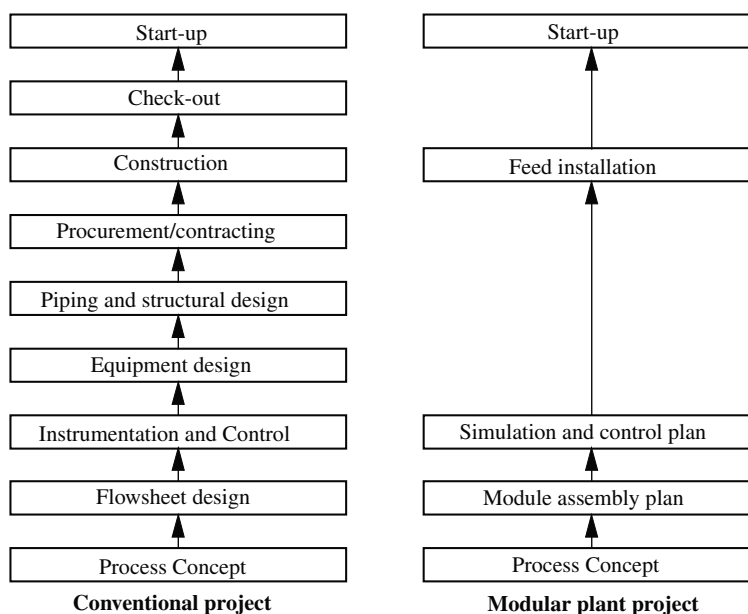 Start-up
Check-out
Construction
Procurement/contracting
Piping and structural design
Equipment design
Instrumentation and Control
Flowsheet design
Process Concept
Conventional project
Start-up
Feed installation
Simulation and control plan
Module assembly plan
Process Concept
Modular plant project